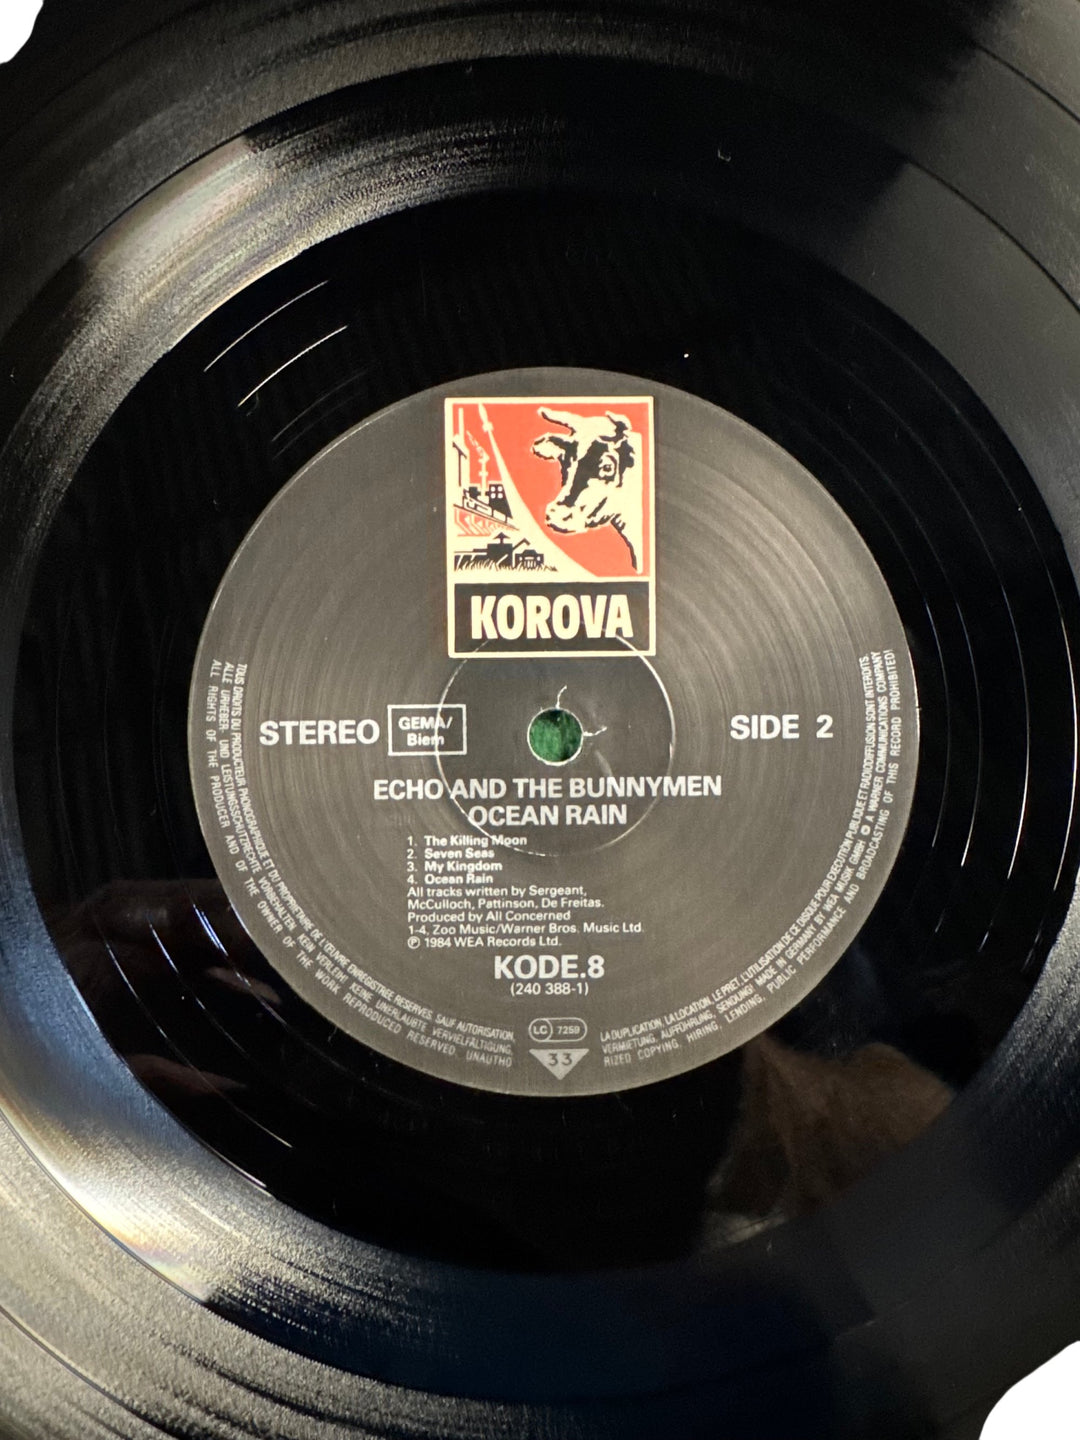 KOROVA
STEREO
GEMA/
Biem
SIDE 2
ECHO AND THE BUNNYMEN
OCEAN RAIN
1. The Killing Moon
2. Seven Seas
3. My Kingdom
4. Ocean Rain
All tracks written by Sergeant,
McCulloch, Pattinson, De Freitas.
Produced by All Concerned
1-4, Zoo Music/Warner Bros. Music Ltd.
℗ 1984 WEA Records Ltd.
KODE.8
(240 388-1)
LC 7259
33
TOUS DROITS DU PRODUCTEUR PHONOGRAPHIQUE ET DU PROPRIETAIRE DE L'ŒUVRE ENREGISTREE RESERVES. SAUF AUTORISATION, LA DUPLICATION, LA LOCATION, LE PRET, L'UTILISATION DE CE DISQUE POUR EXECUTION PUBLIQUE ET RADIODIFFUSION SONT INTERDITS.
ALLE URHEBER- UND LEISTUNGSSCHUTZRECHTE VORBEHALTEN. KEIN VERLEIH! KEINE UNERLAUBTE VERVIELFÄLTIGUNG, VERMIETUNG, AUFFÜHRUNG, SENDUNG! MADE IN GERMANY BY WEA MUSIK GMBH A WARNER COMMUNICATIONS COMPANY
ALL RIGHTS OF THE PRODUCER AND OF THE OWNER OF THE WORK REPRODUCED RESERVED. UNAUTHORIZED COPYING, HIRING, LENDING, PUBLIC PERFORMANCE AND BROADCASTING OF THIS RECORD PROHIBITED!